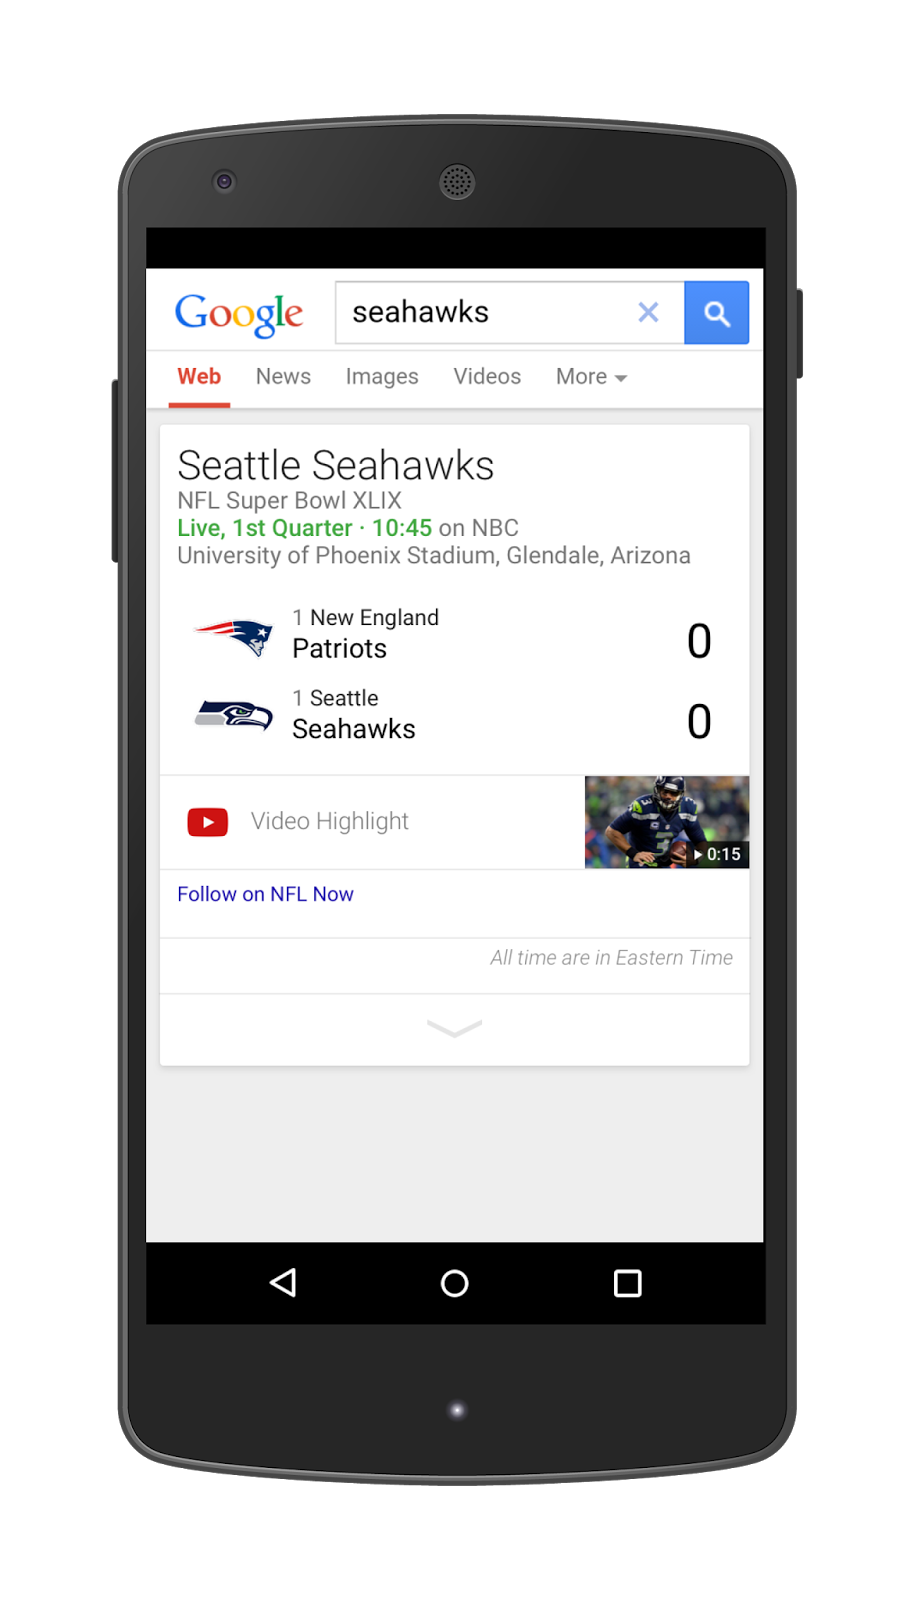 Google seahawks
Web News Images Videos More
Seattle Seahawks
NFL Super Bowl XLIX
Live, 1st Quarter · 10:45 on NBC
University of Phoenix Stadium, Glendale, Arizona
1 New England
Patriots 0
1 Seattle
Seahawks 0
Video Highlight
3
3
0:15
Follow on NFL Now
All time are in Eastern Time